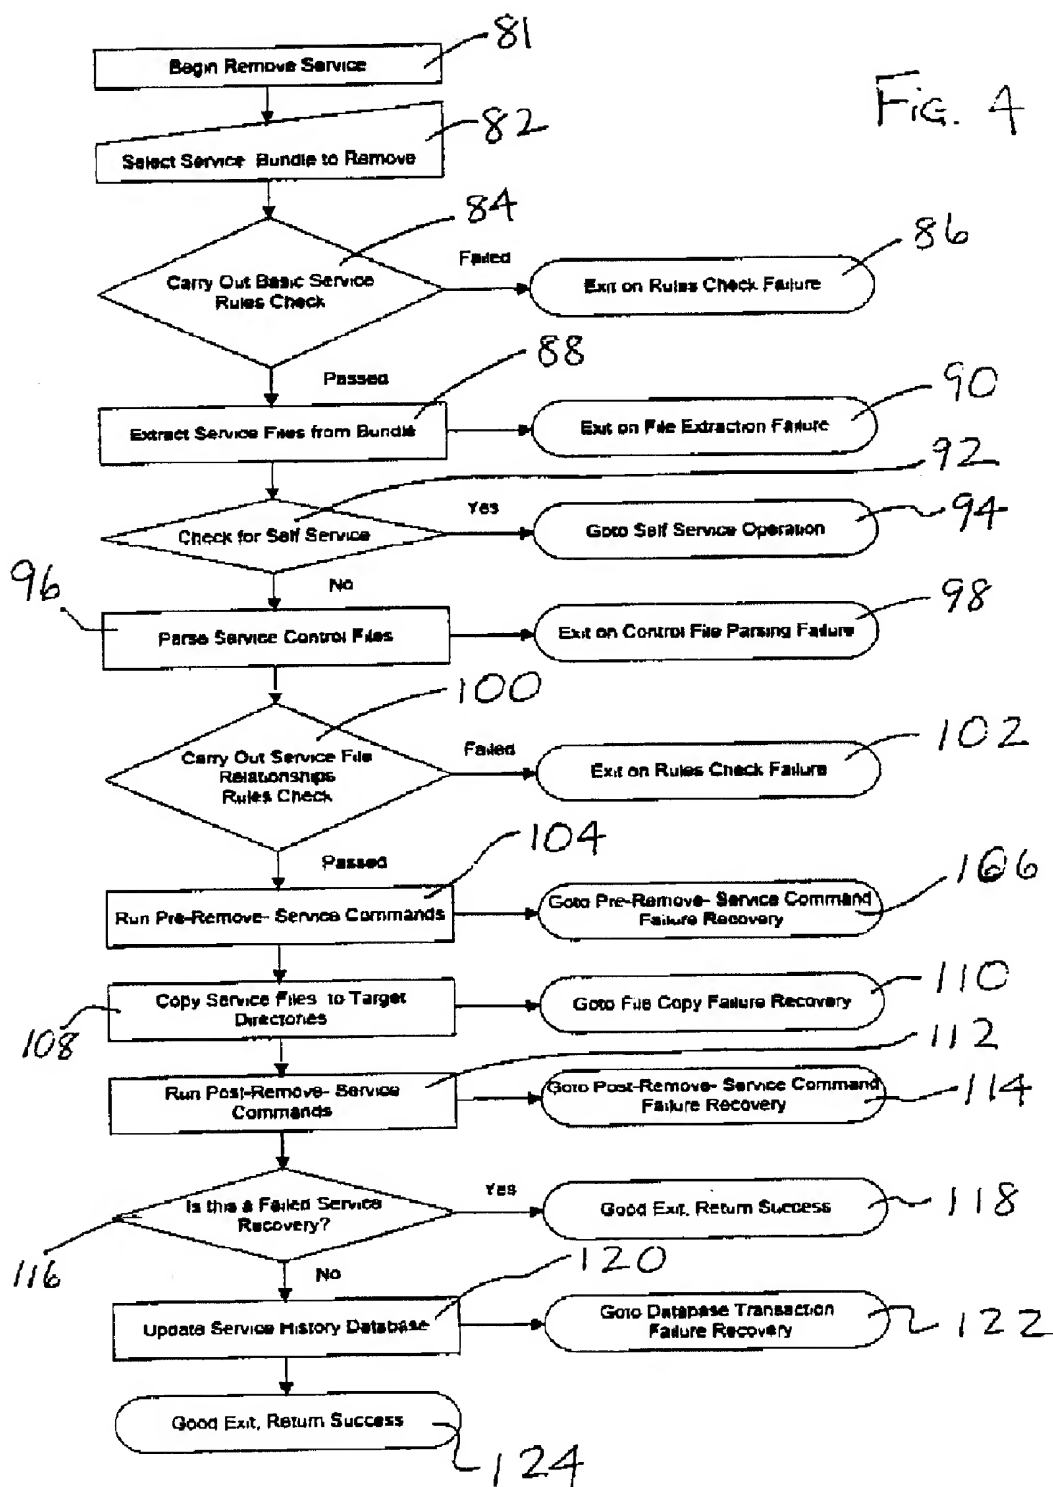 81
Begin Remove Service
Fig. 4
82
Select Service Bundle to Remove
84
Carry Out Basic Service
Rules Check
Failed
86
Exit on Rules Check Failure
Passed
88
Extract Service Files from Bundle
90
Exit on File Extraction Failure
92
Check for Self Service
Yes
Goto Self Service Operation
94
No
96
Parse Service Control Files
98
Exit on Control File Parsing Failure
100
Carry Out Service File
Relationships
Rules Check
Failed
102
Exit on Rules Check Failure
Passed
104
Run Pre-Remove- Service Commands
106
Goto Pre-Remove- Service Command
Failure Recovery
108
Copy Service Files to Target
Directories
110
Goto File Copy Failure Recovery
112
Run Post-Remove- Service
Commands
Goto Post-Remove- Service Command
Failure Recovery
114
116
Is this a Failed Service
Recovery?
Yes
Good Exit, Return Success
118
No
120
Update Service History Database
Goto Database Transaction
Failure Recovery
122
Good Exit, Return Success
124